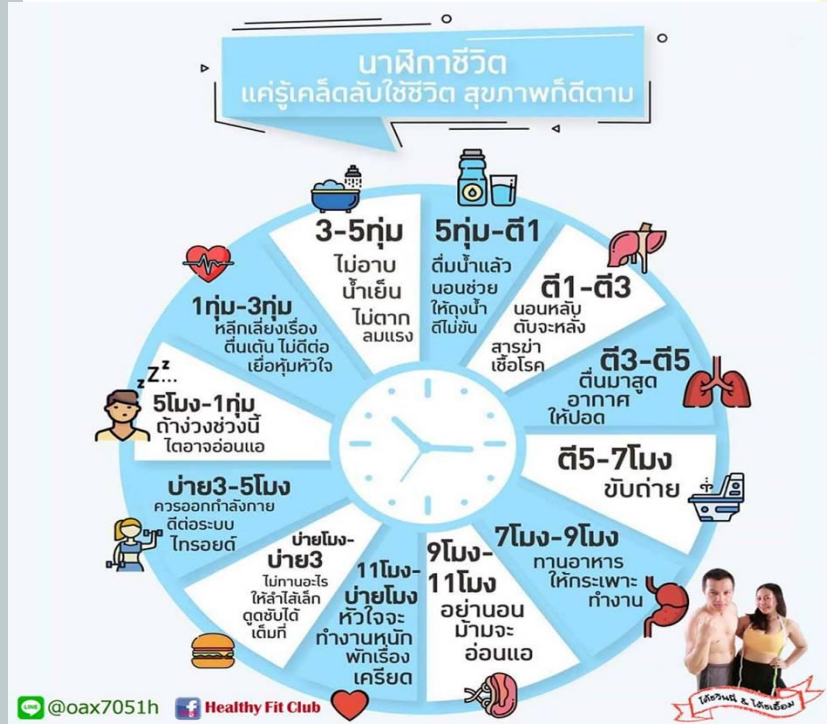 นาฬิกาชีวิต
แค่รู้เคล็ดลับใช้ชีวิต สุขภาพก็ดีตาม
5ทุ่ม-ตี1
ดื่มน้ำแล้ว
นอนช่วย
ให้ถุงน้ำ
ดีไม่ข้น
ตี1-ตี3
นอนหลับ
ตับจะหลั่ง
สารฆ่า
เชื้อโรค
ตี3-ตี5
ตื่นมาสูด
อากาศ
ให้ปอด
ตี5-7โมง
ขับถ่าย
7โมง-9โมง
ทานอาหาร
ให้กระเพาะ
ทำงาน
9โมง-
11โมง
อย่านอน
ม้ามจะ
อ่อนแอ
11โมง-
บ่ายโมง
หัวใจจะ
ทำงานหนัก
พักเรื่อง
เครียด
บ่ายโมง-
บ่าย3
ไม่ทานอะไร
ให้ลำไส้เล็ก
ดูดซับได้
เต็มที่
บ่าย3-5โมง
ควรออกกำลังกาย
ดีต่อระบบ
ไทรอยด์
5โมง-1ทุ่ม
ถ้าง่วงช่วงนี้
ไตอาจอ่อนแอ
zZz...
1ทุ่ม-3ทุ่ม
หลีกเลี่ยงเรื่อง
ตื่นเต้น ไม่ดีต่อ
เยื่อหุ้มหัวใจ
3-5ทุ่ม
ไม่อาบ
น้ำเย็น
ไม่ตาก
ลมแรง
LINE @oax7051h
f Healthy Fit Club
โค้ชวินนี่ & โค้ชเอื้อม